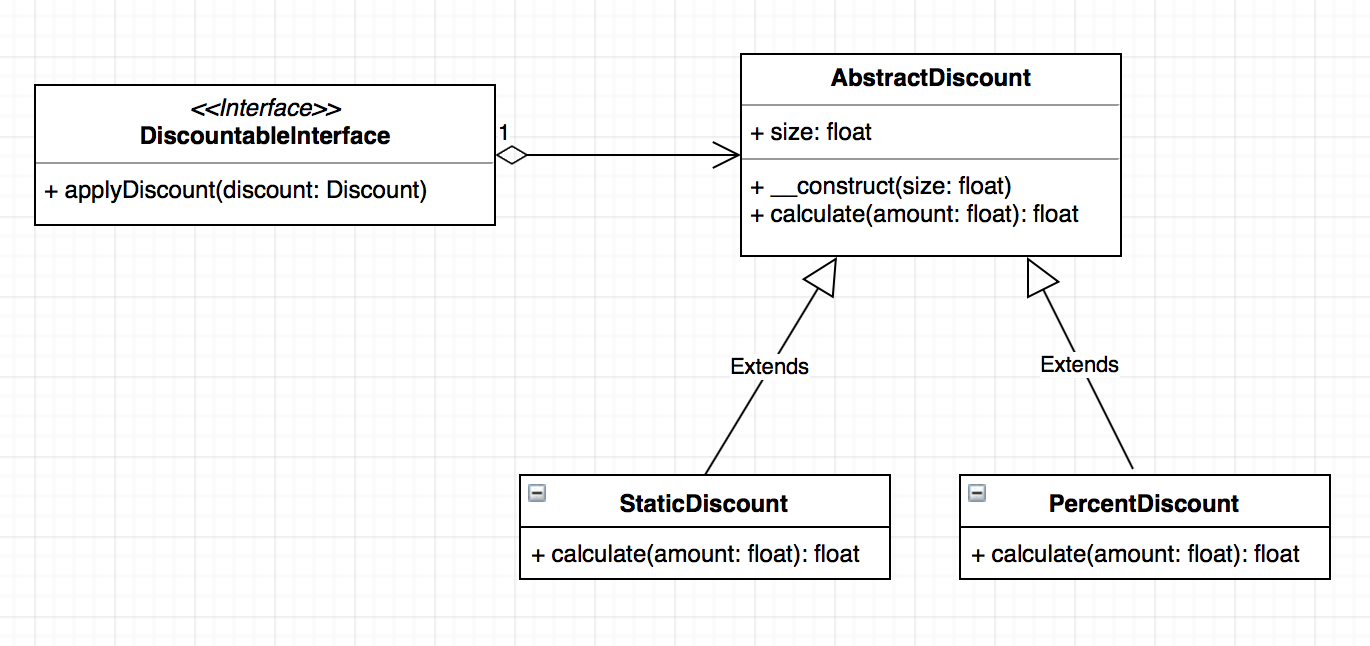 <<Interface>>
DiscountableInterface
+ applyDiscount(discount: Discount)
1
AbstractDiscount
+ size: float
+ __construct(size: float)
+ calculate(amount: float): float
Extends
Extends
StaticDiscount
+ calculate(amount: float): float
PercentDiscount
+ calculate(amount: float): float